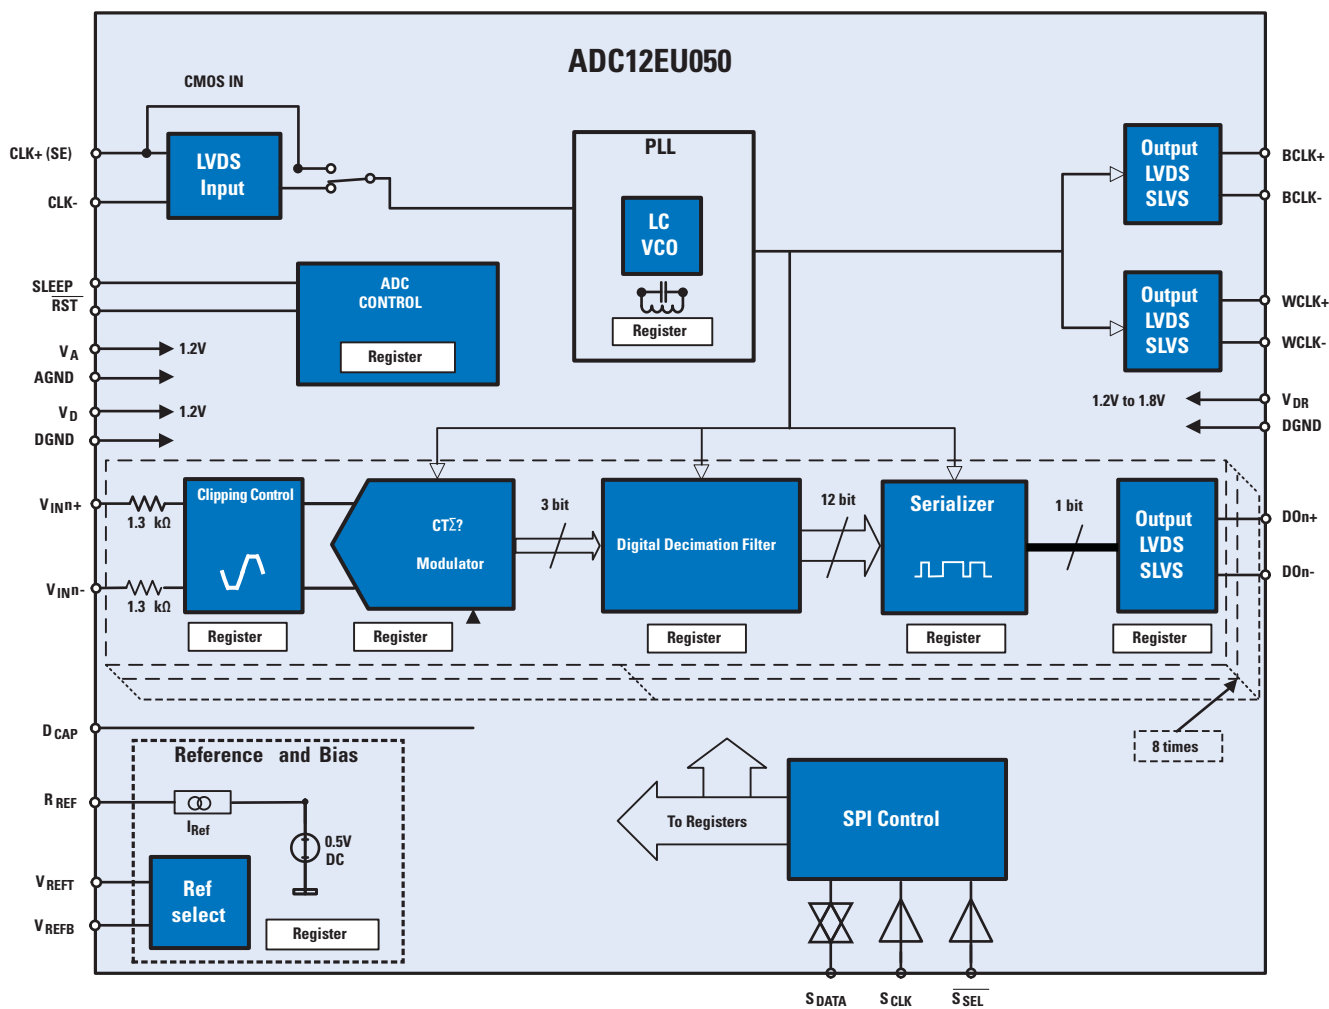 ADC12EU050
CMOS IN
CLK+ (SE)
CLK-
LVDS
Input
PLL
LC
VCO
Register
Output
LVDS
SLVS
BCLK+
BCLK-
SLEEP
RST
ADC
CONTROL
Register
Output
LVDS
SLVS
WCLK+
WCLK-
VA
1.2V
AGND
VD
1.2V
DGND
1.2V to 1.8V
VDR
DGND
VINn+
1.3 kΩ
VINn-
1.3 kΩ
Clipping Control
Register
CTΣ?
Modulator
Register
3 bit
Digital Decimation Filter
Register
12 bit
Serializer
Register
1 bit
Output
LVDS
SLVS
Register
DOn+
DOn-
8 times
DCAP
Reference and Bias
RREF
IRef
0.5V
DC
VREFT
VREFB
Ref
select
Register
To Registers
SPI Control
SDATA
SCLK
SSEL